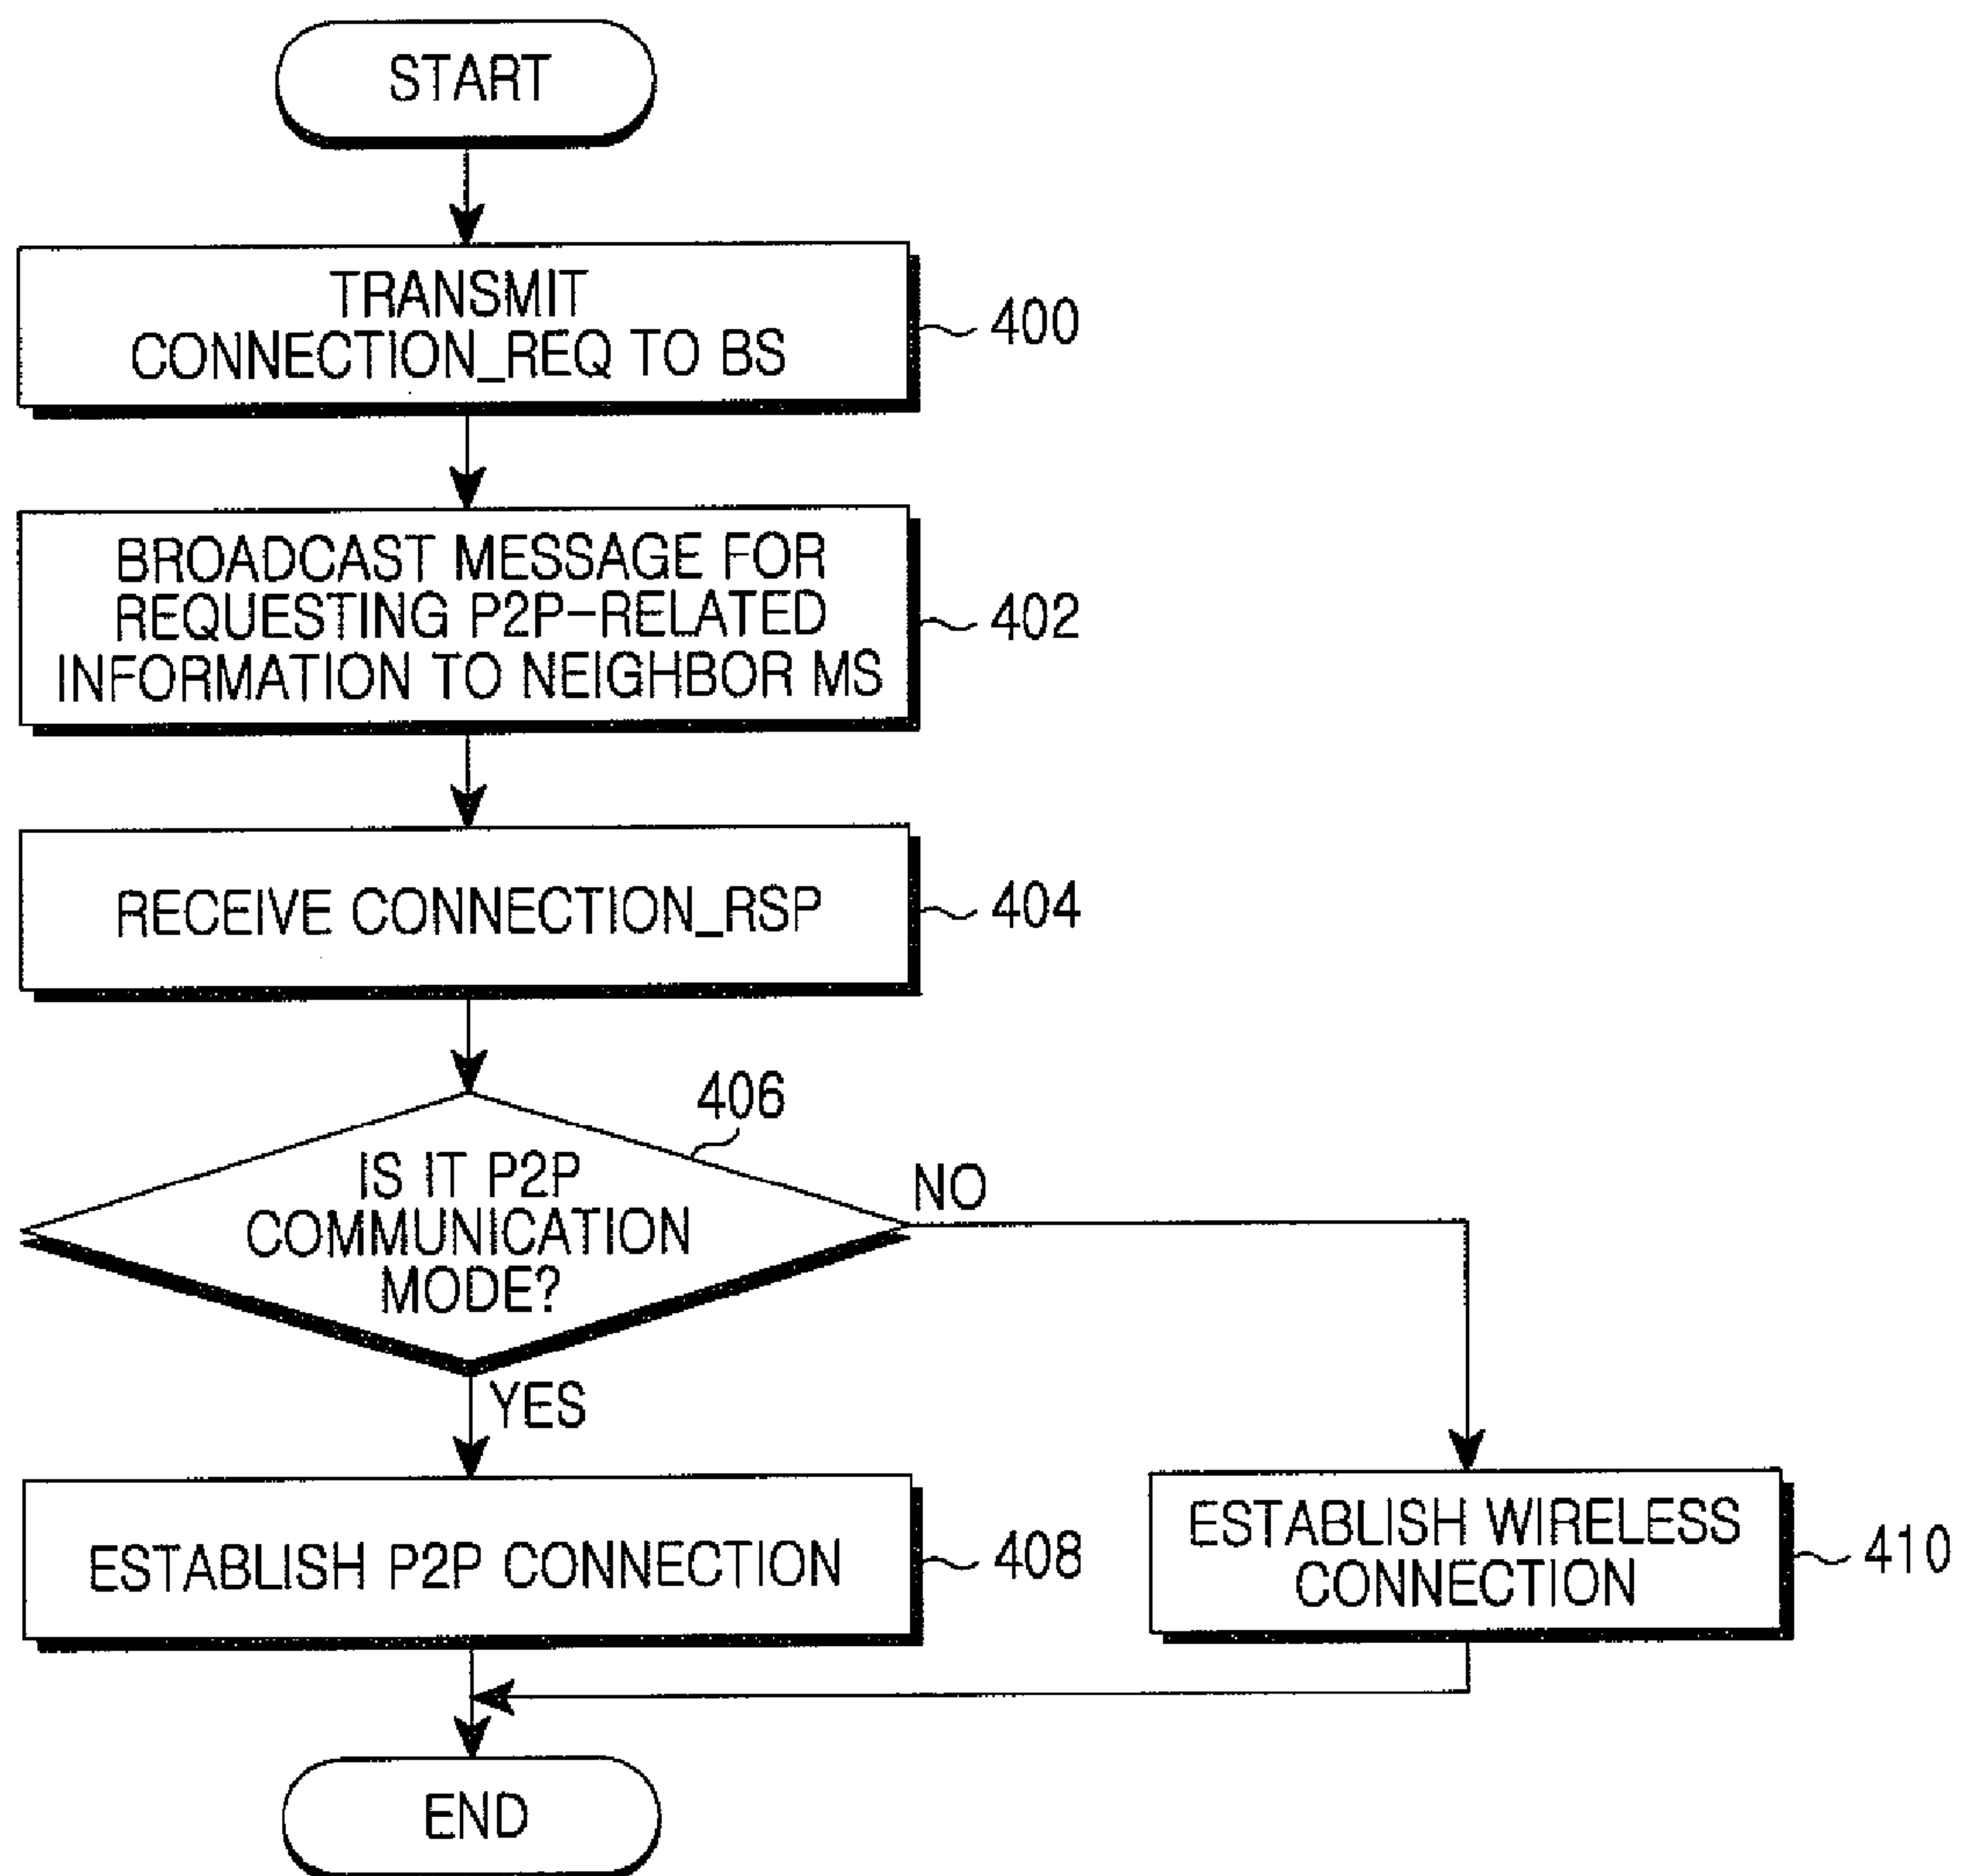 START
TRANSMIT
CONNECTION_REQ TO BS
400
BROADCAST MESSAGE FOR
REQUESTING P2P-RELATED
INFORMATION TO NEIGHBOR MS
402
RECEIVE CONNECTION_RSP
404
406
IS IT P2P
COMMUNICATION
MODE?
NO
YES
ESTABLISH P2P CONNECTION
408
ESTABLISH WIRELESS
CONNECTION
410
END